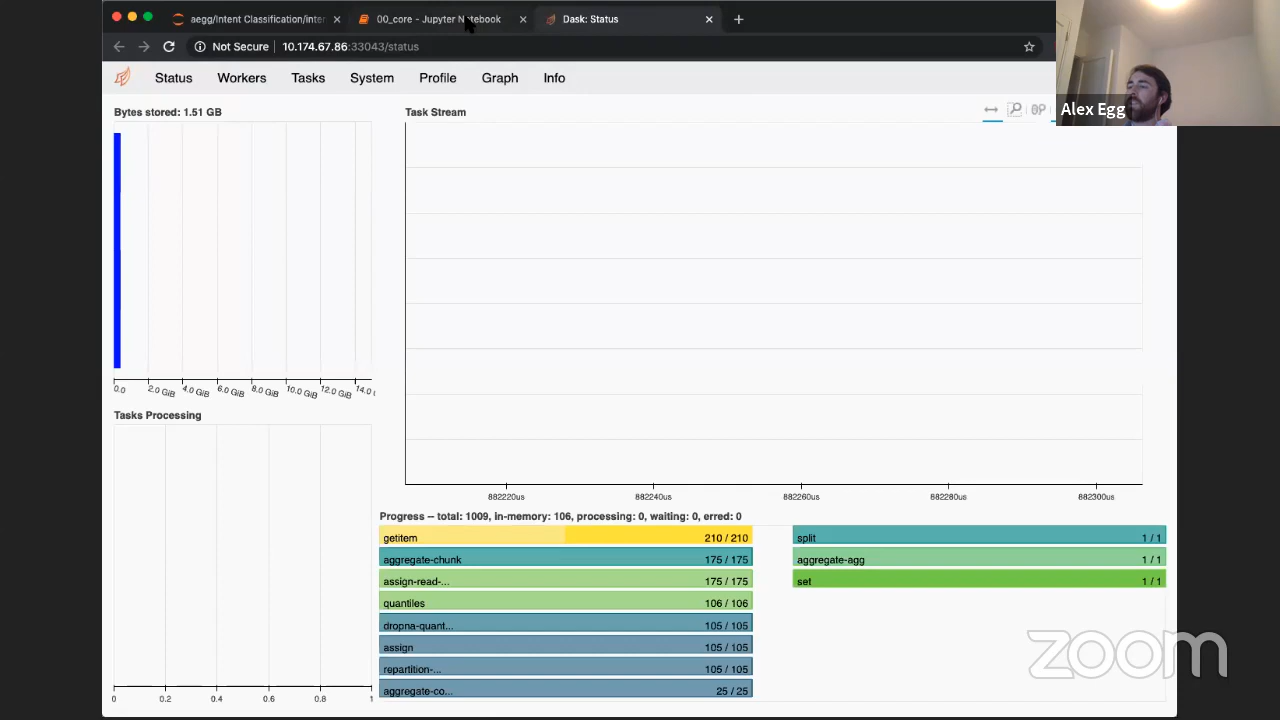 aegg/Intent Classification/inter
00_core - Jupyter Notebook
Dask: Status
Not Secure
10.174.67.86:33043/status
Alex Egg
Status
Workers
Tasks
System
Profile
Graph
Info
Bytes stored: 1.51 GB
0.0
2.0 GiB
4.0 GiB
6.0 GiB
8.0 GiB
10.0 GiB
12.0 GiB
14.0
Task Stream
882220us
882240us
882260us
882280us
882300us
Tasks Processing
0
0.2
0.4
0.6
0.8
1
Progress -- total: 1009, in-memory: 106, processing: 0, waiting: 0, erred: 0
getitem 210 / 210
aggregate-chunk 175 / 175
assign-read-... 175 / 175
quantiles 106 / 106
dropna-quant... 105 / 105
assign 105 / 105
repartition-... 105 / 105
aggregate-co... 25 / 25
split 1 / 1
aggregate-agg 1 / 1
set 1 / 1
zoom